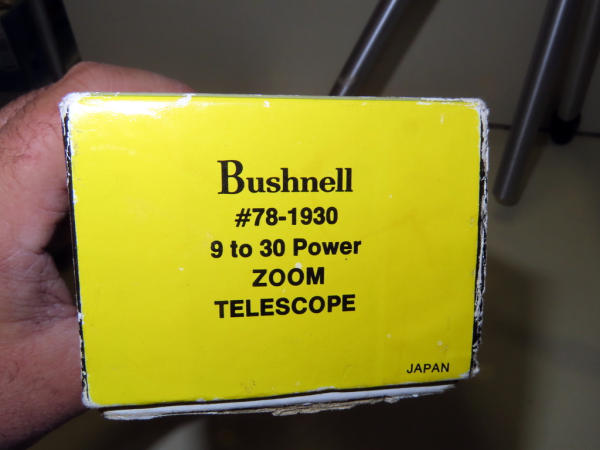 Bushnell
#78-1930
9 to 30 Power
ZOOM
TELESCOPE
JAPAN